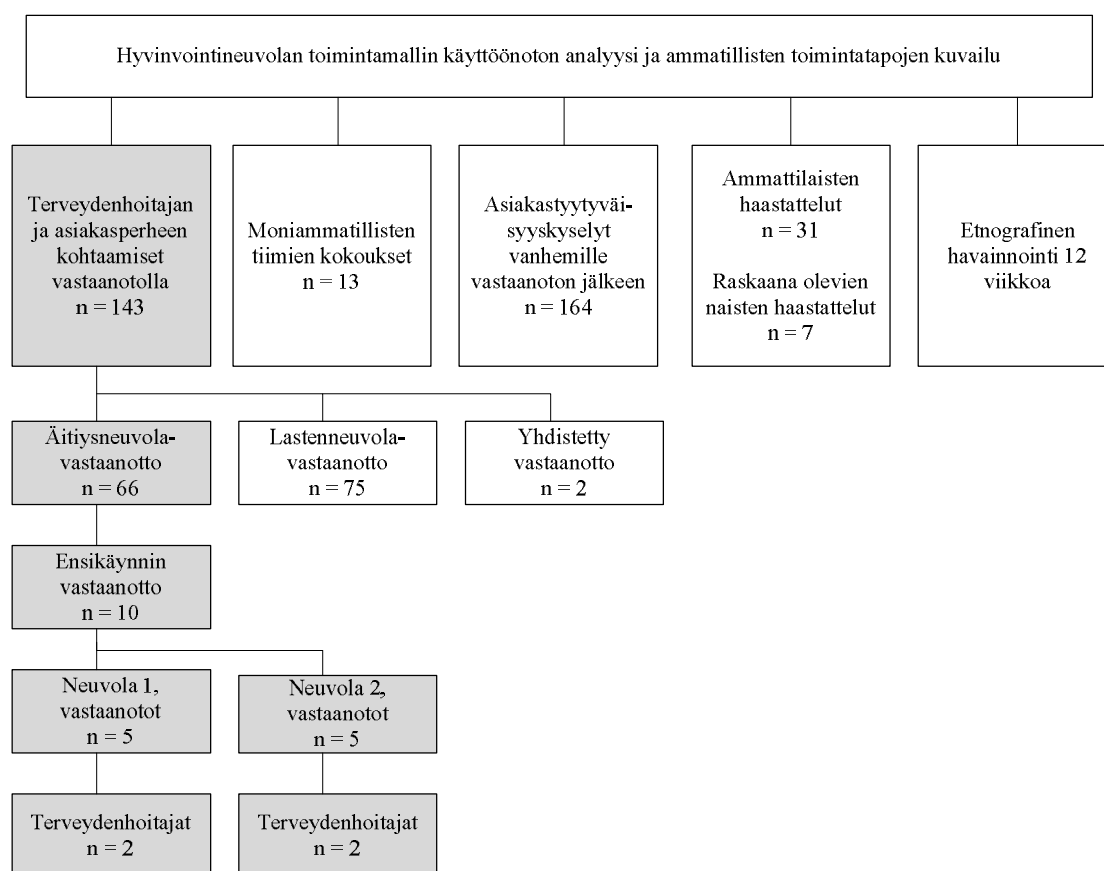 Hyvinvointineuvolan toimintamallin käyttöönoton analyysi ja ammatillisten toimintatapojen kuvailu
Terveydenhoitajan
ja asiakasperheen
kohtaamiset
vastaanotolla
n = 143
Moniammatillisten
tiimien kokoukset
n = 13
Asiakastyytyväi-
syyskyselyt
vanhemille
vastaanoton jälkeen
n = 164
Ammattilaisten
haastattelut
n = 31
Raskaana olevien
naisten haastattelut
n = 7
Etnografinen
havainnointi 12
viikkoa
Äitiysneuvola-
vastaanotto
n = 66
Lastenneuvola-
vastaanotto
n = 75
Yhdistetty
vastaanotto
n = 2
Ensikäynnin
vastaanotto
n = 10
Neuvola 1,
vastaanotot
n = 5
Neuvola 2,
vastaanotot
n = 5
Terveydenhoitajat
n = 2
Terveydenhoitajat
n = 2